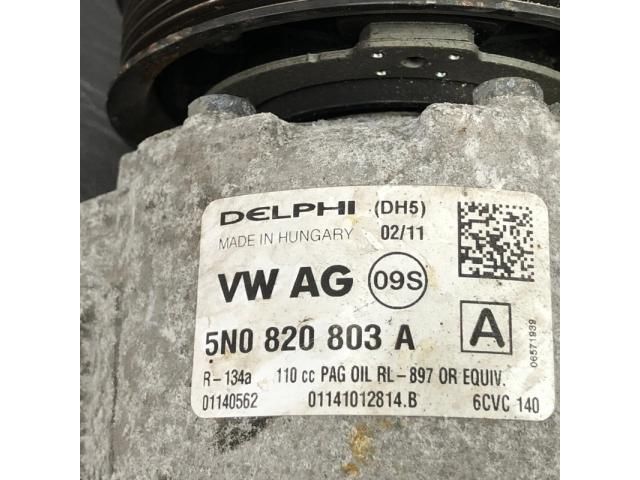 DELPHI (DH5)
MADE IN HUNGARY 02/11
VW AG 09S
5N0 820 803 A A
R-134a 110 cc PAG OIL RL-897 OR EQUIV.
01140562 01141012814.B 6CVC 140
06571939